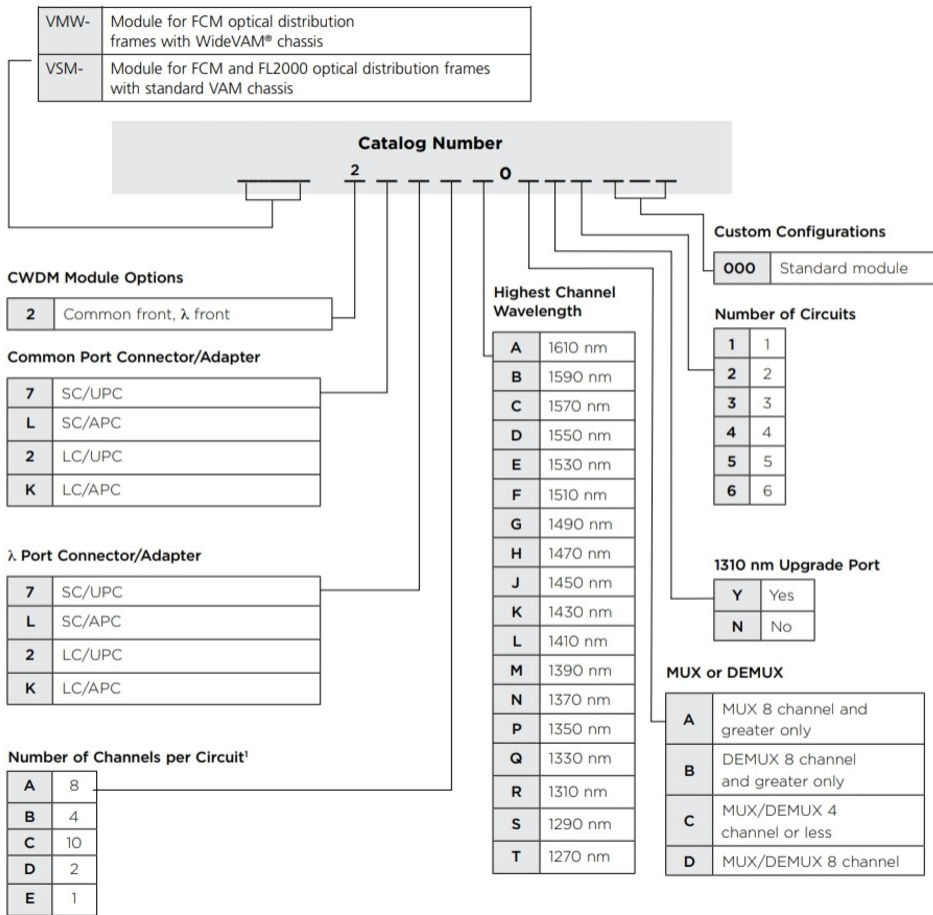 VMW- Module for FCM optical distribution
frames with WideVAM® chassis
VSM- Module for FCM and FL2000 optical distribution frames
with standard VAM chassis
Catalog Number
2 0
Custom Configurations
000 Standard module
CWDM Module Options
2 Common front, λ front
Common Port Connector/Adapter
7 SC/UPC
L SC/APC
2 LC/UPC
K LC/APC
λ Port Connector/Adapter
7 SC/UPC
L SC/APC
2 LC/UPC
K LC/APC
Number of Channels per Circuit¹
A 8
B 4
C 10
D 2
E 1
Highest Channel
Wavelength
A 1610 nm
B 1590 nm
C 1570 nm
D 1550 nm
E 1530 nm
F 1510 nm
G 1490 nm
H 1470 nm
J 1450 nm
K 1430 nm
L 1410 nm
M 1390 nm
N 1370 nm
P 1350 nm
Q 1330 nm
R 1310 nm
S 1290 nm
T 1270 nm
Number of Circuits
1 1
2 2
3 3
4 4
5 5
6 6
1310 nm Upgrade Port
Y Yes
N No
MUX or DEMUX
A MUX 8 channel and
greater only
B DEMUX 8 channel
and greater only
C MUX/DEMUX 4
channel or less
D MUX/DEMUX 8 channel